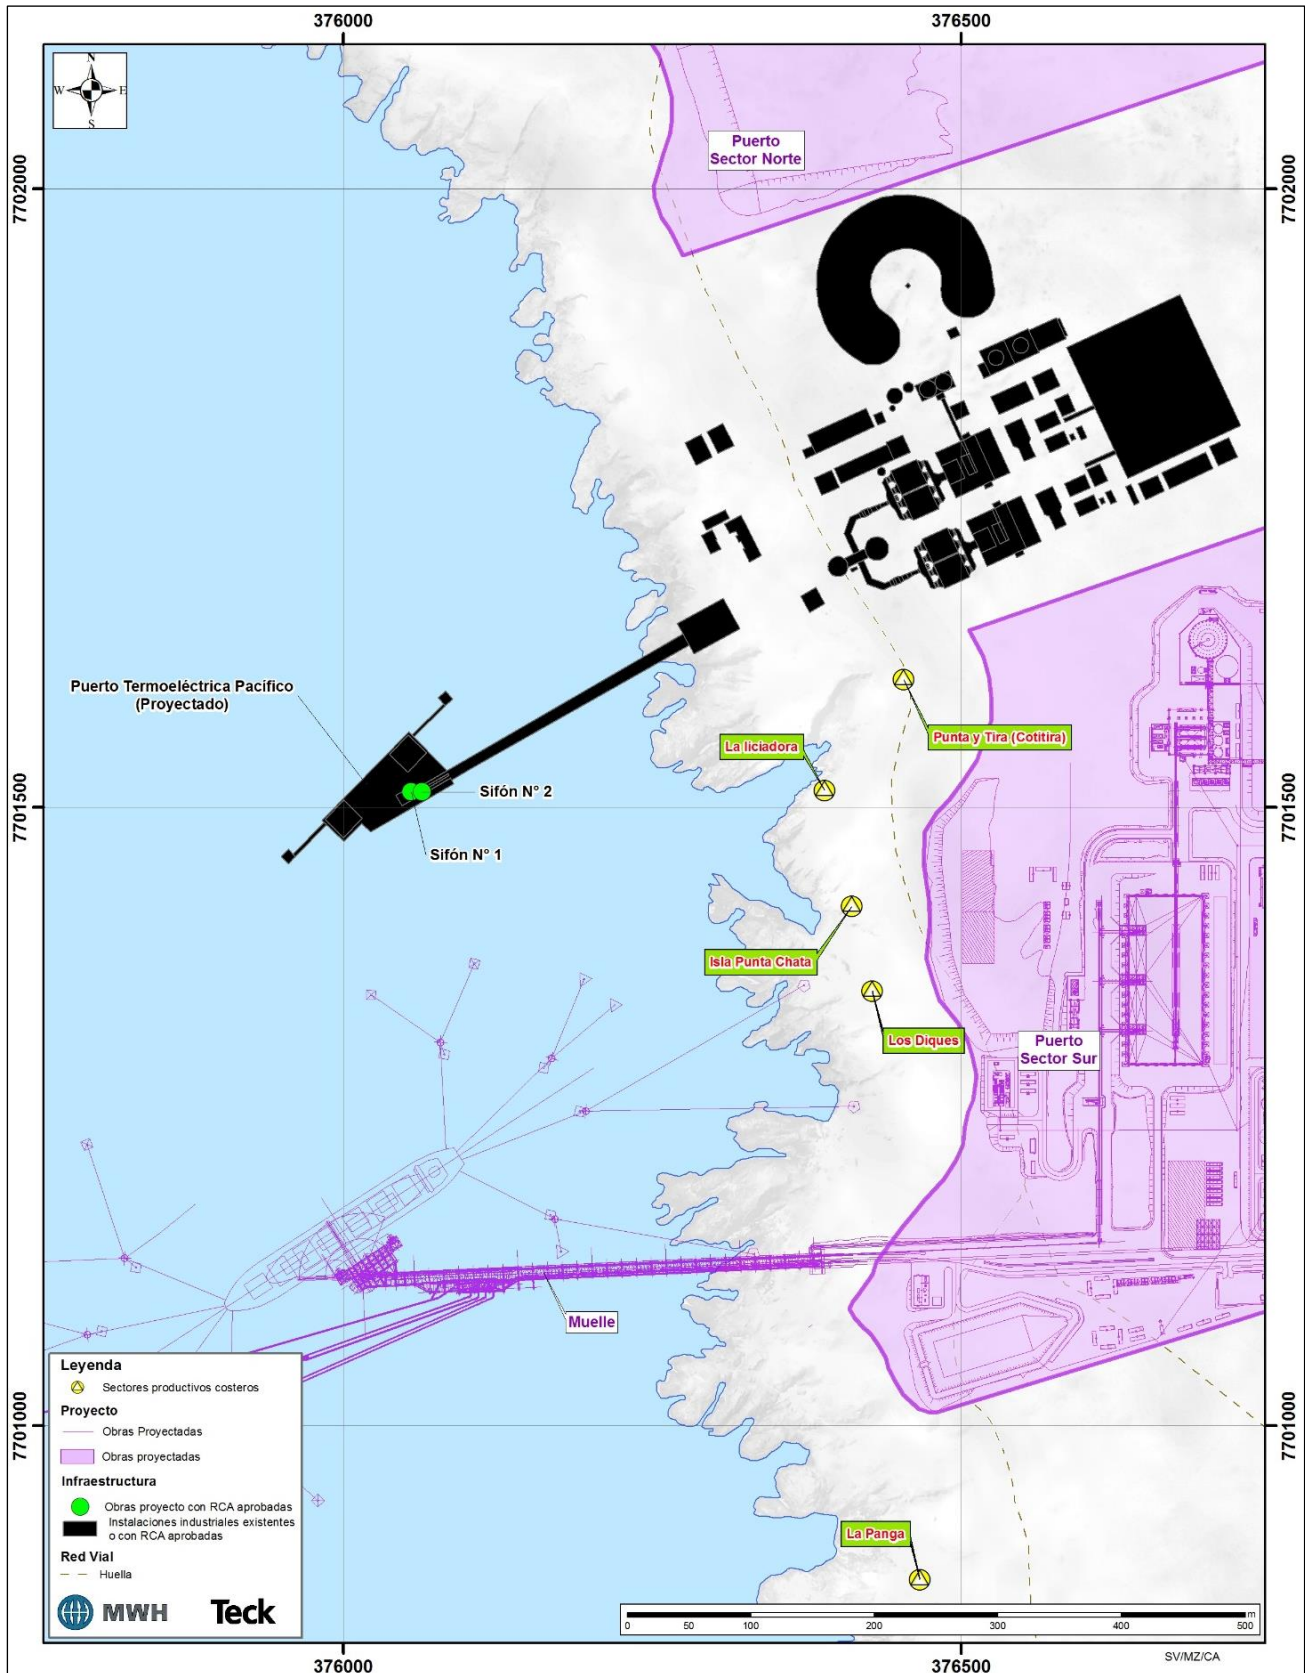 376000
376500
N
W E
S
Puerto
Sector Norte
7702000
7702000
Puerto Termoeléctrica Pacífico
(Proyectado)
Punta y Tira (Cotitira)
La liciadora
Sifón N° 2
7701500
7701500
Sifón N° 1
Isla Punta Chata
Los Diques
Puerto
Sector Sur
Muelle
Leyenda
Sectores productivos costeros
Proyecto
Obras Proyectadas
Obras proyectadas
Infraestructura
Obras proyecto con RCA aprobadas
Instalaciones industriales existentes
o con RCA aprobadas
Red Vial
Huella
MWH Teck
7701000
7701000
La Panga
m
0 50 100 200 300 400 500
SV/MZ/CA
376000
376500